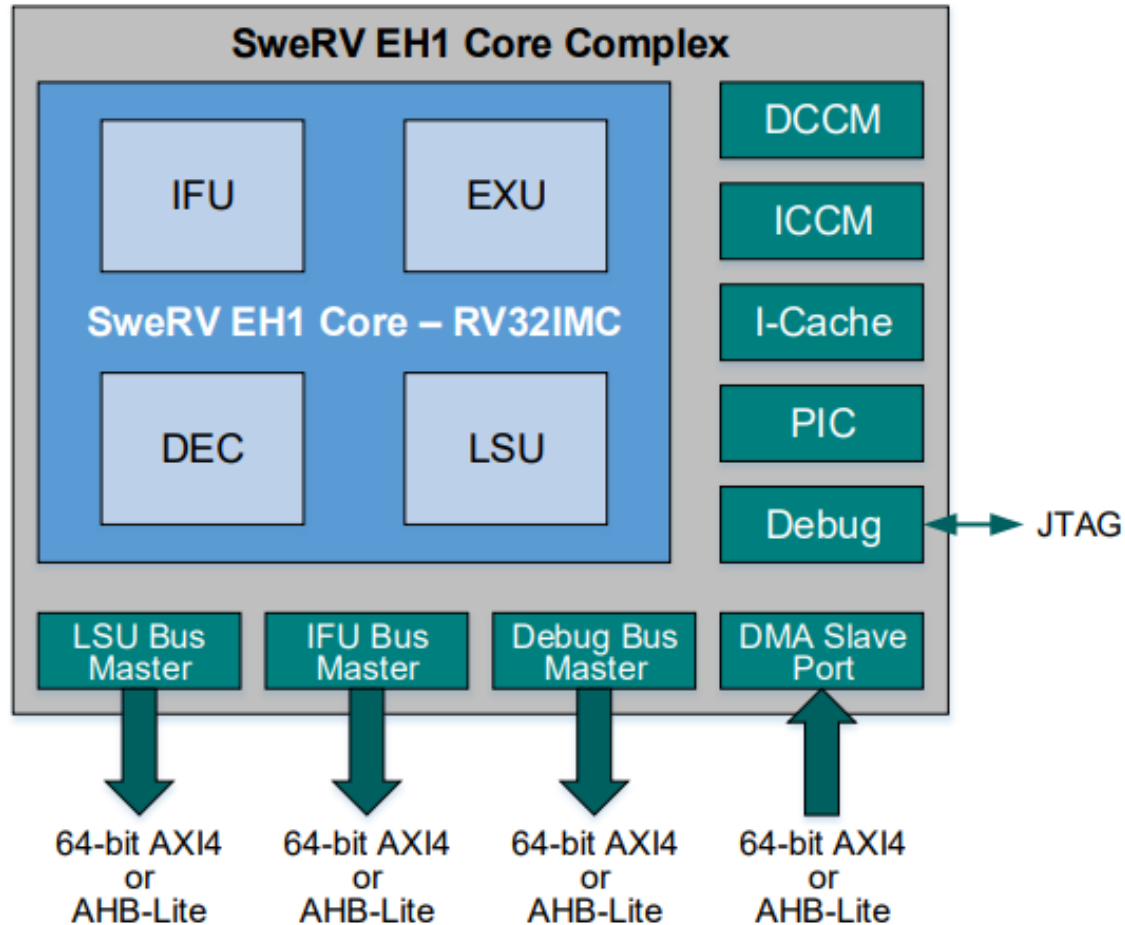 SweRV EH1 Core Complex
IFU
EXU
SweRV EH1 Core – RV32IMC
DEC
LSU
DCCM
ICCM
I-Cache
PIC
Debug
JTAG
LSU Bus
Master
IFU Bus
Master
Debug Bus
Master
DMA Slave
Port
64-bit AXI4
or
AHB-Lite
64-bit AXI4
or
AHB-Lite
64-bit AXI4
or
AHB-Lite
64-bit AXI4
or
AHB-Lite